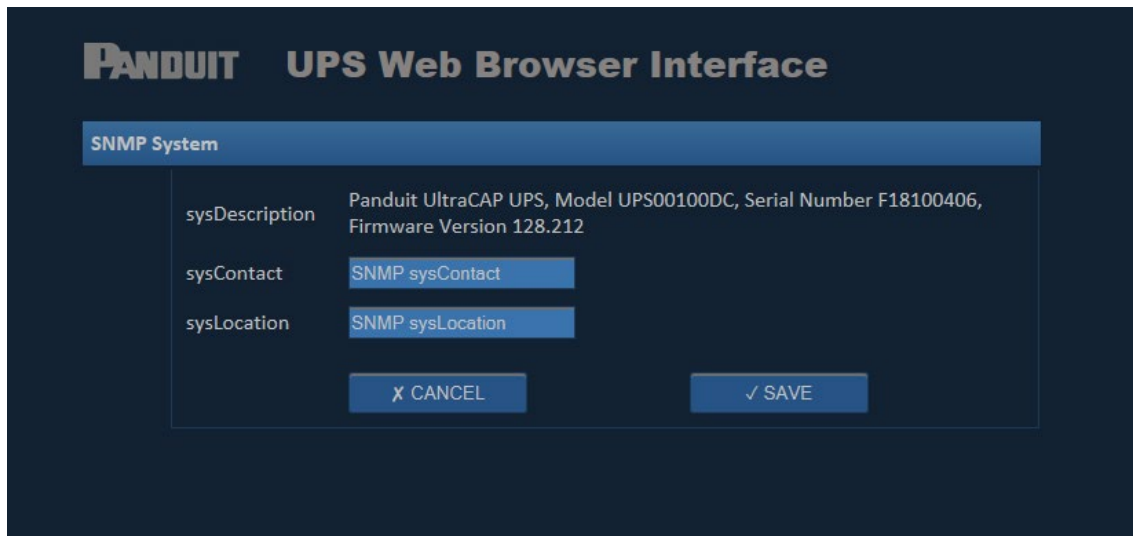 PANDUIT UPS Web Browser Interface
SNMP System
sysDescription Panduit UltraCAP UPS, Model UPS00100DC, Serial Number F18100406,
Firmware Version 128.212
sysContact SNMP sysContact
sysLocation SNMP sysLocation
✗ CANCEL ✓ SAVE